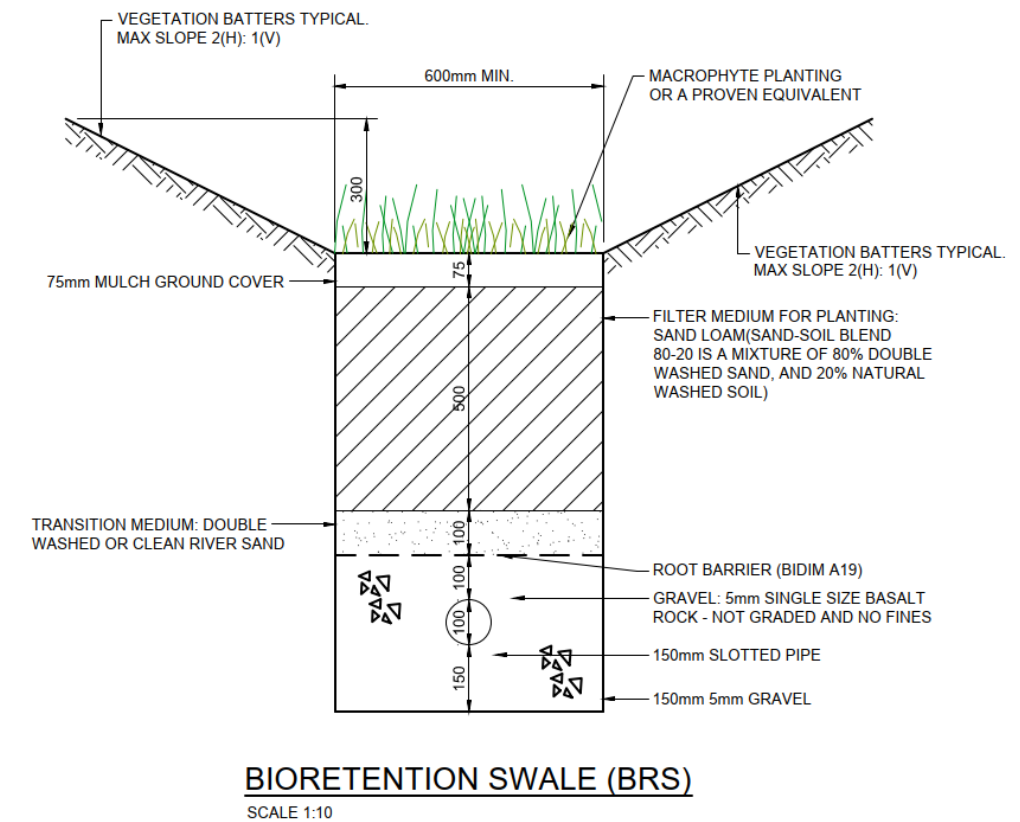 VEGETATION BATTERS TYPICAL.
MAX SLOPE 2(H): 1(V)
600mm MIN.
MACROPHYTE PLANTING
OR A PROVEN EQUIVALENT
300
VEGETATION BATTERS TYPICAL.
MAX SLOPE 2(H): 1(V)
75
75mm MULCH GROUND COVER
FILTER MEDIUM FOR PLANTING:
SAND LOAM(SAND-SOIL BLEND
80-20 IS A MIXTURE OF 80% DOUBLE
WASHED SAND, AND 20% NATURAL
WASHED SOIL)
500
TRANSITION MEDIUM: DOUBLE
WASHED OR CLEAN RIVER SAND
100
ROOT BARRIER (BIDIM A19)
100
GRAVEL: 5mm SINGLE SIZE BASALT
ROCK - NOT GRADED AND NO FINES
100
150mm SLOTTED PIPE
150
150mm 5mm GRAVEL
BIORETENTION SWALE (BRS)
SCALE 1:10